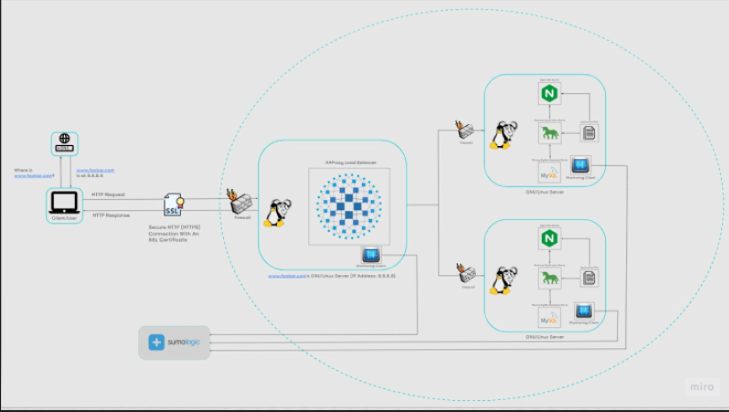 Where is
www.foobar.com?
www.foobar.com
is at 8.8.8.8
Client/User
HTTP Request
HTTP Response
SSL
Secure HTTP (HTTPS)
Connection With An
SSL Certificate
Firewall
HAProxy Load Balancer
Monitoring Client
www.foobar.com's GNU/Linux Server (IP Address: 8.8.8.8)
Firewall
N
MySQL
Monitoring Client
GNU/Linux Server
Firewall
N
MySQL
Monitoring Client
GNU/Linux Server
sumologic
miro